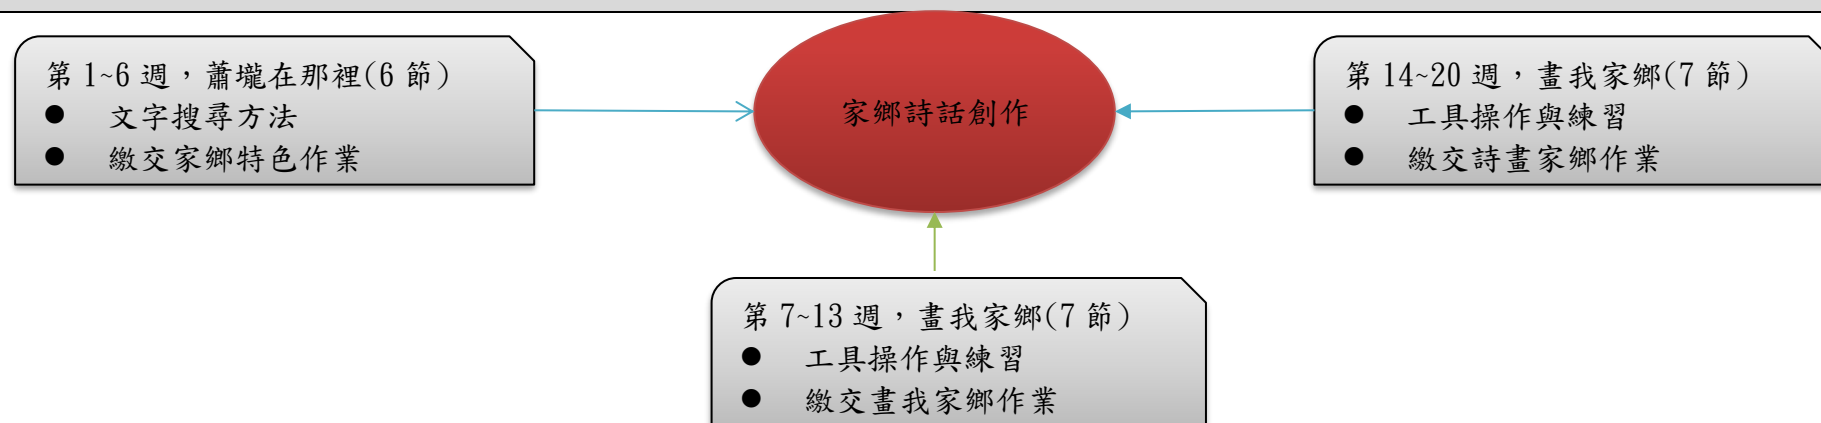 第 1~6 週，蕭壠在那裡(6 節)
● 文字搜尋方法
● 繳交家鄉特色作業
家鄉詩話創作
第 14~20 週，畫我家鄉(7 節)
● 工具操作與練習
● 繳交詩畫家鄉作業
第 7~13 週，畫我家鄉(7 節)
● 工具操作與練習
● 繳交畫我家鄉作業